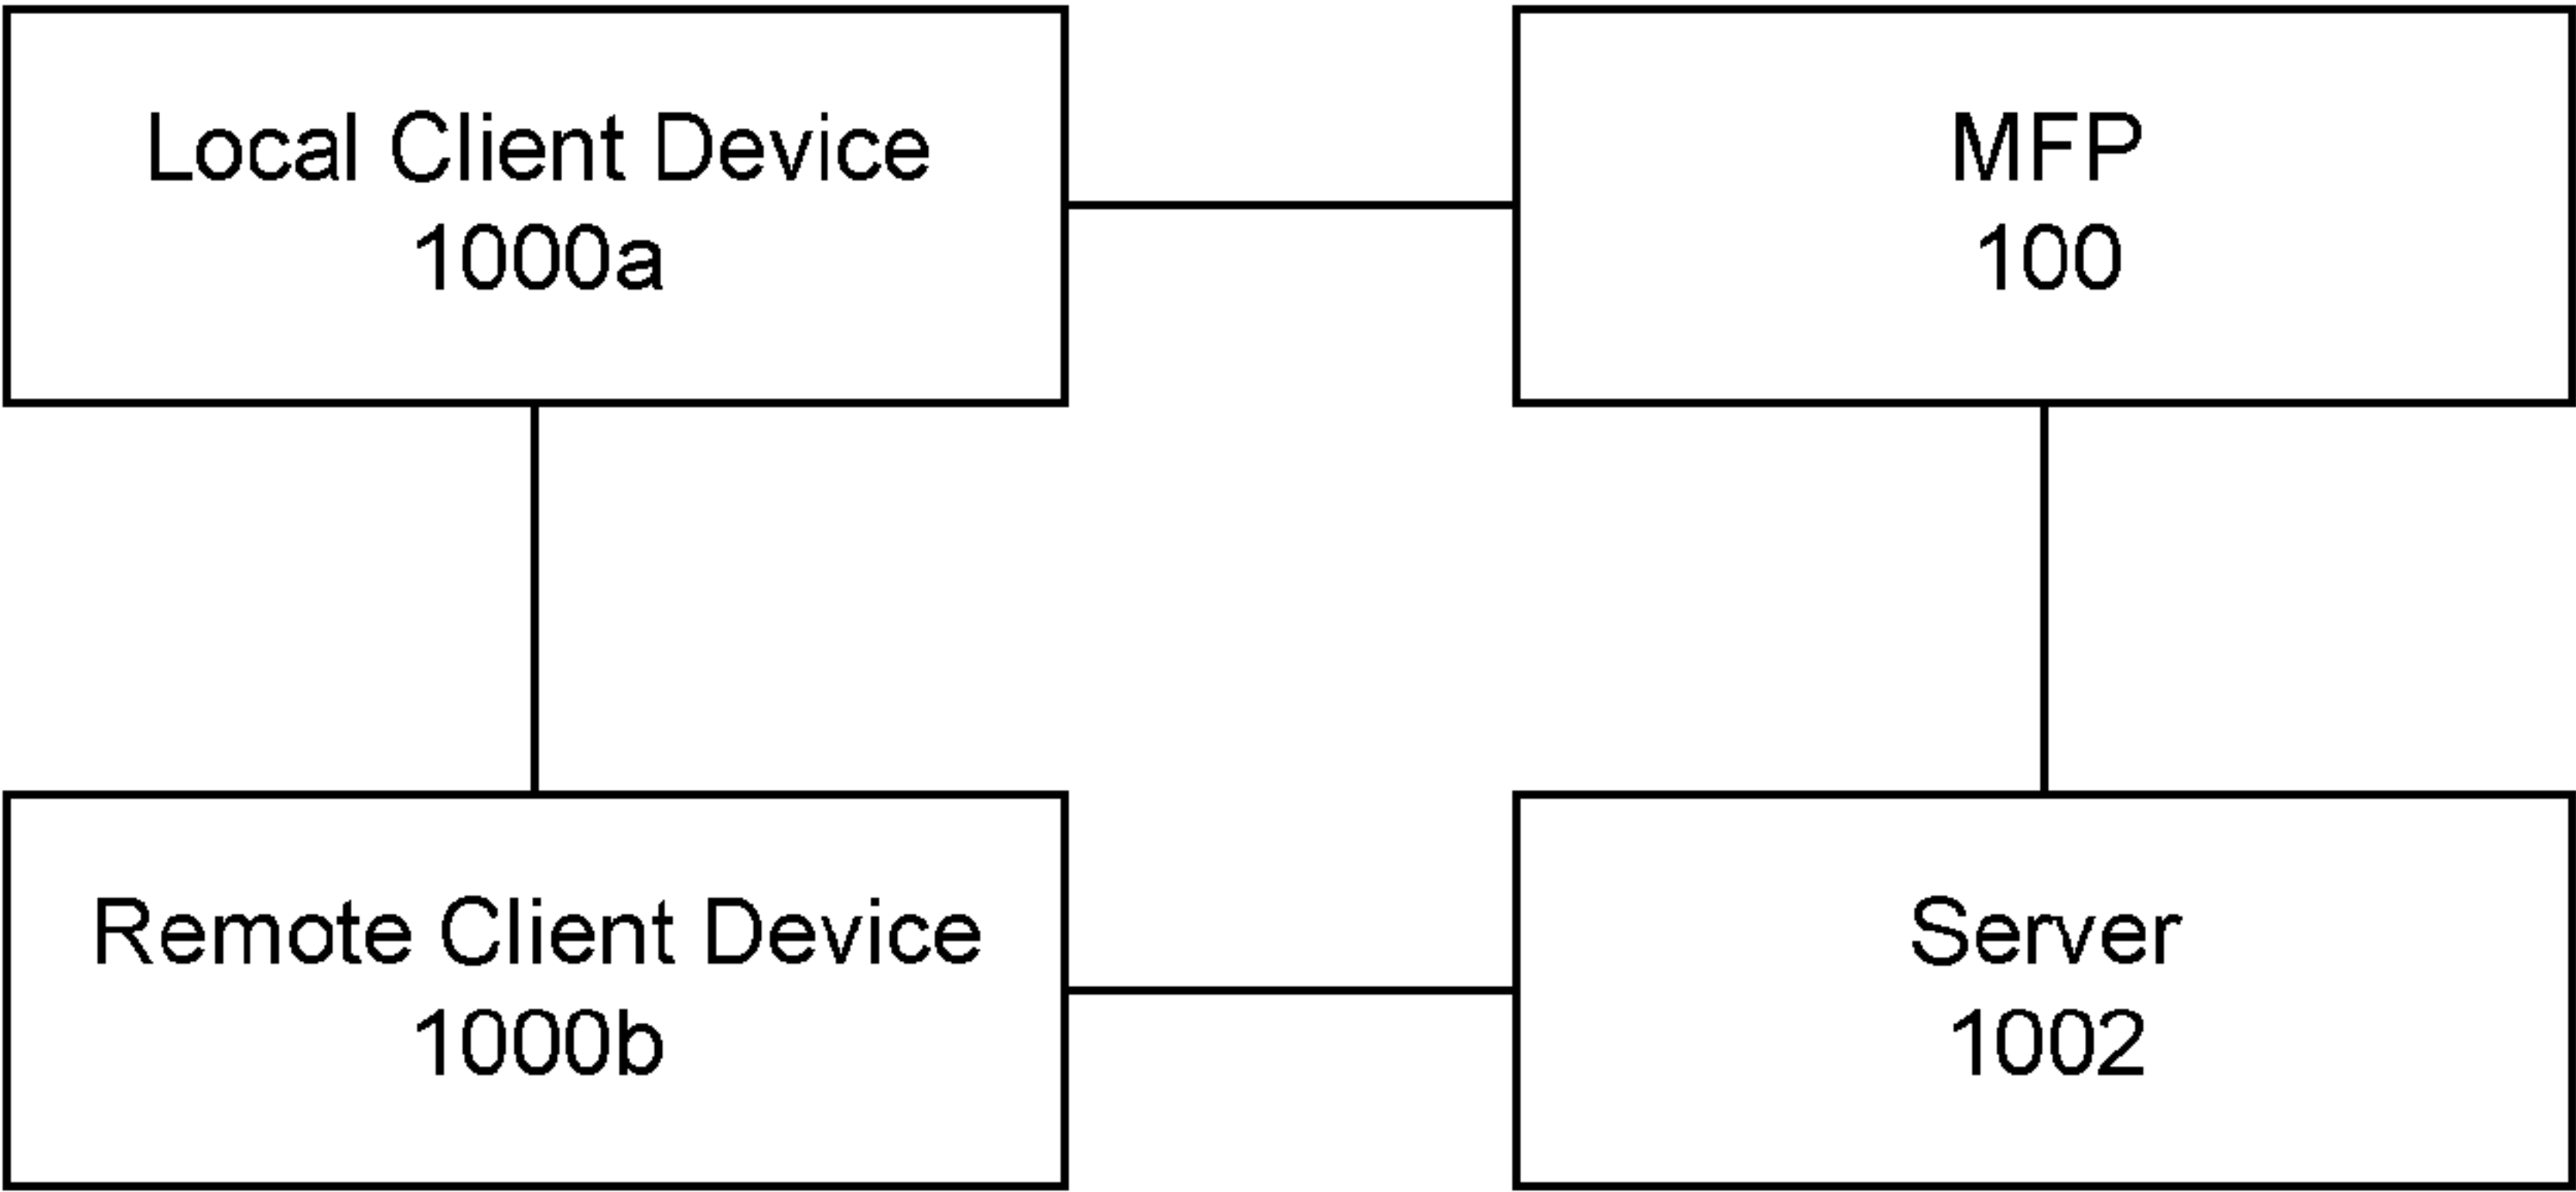 Local Client Device
1000a
MFP
100
Remote Client Device
1000b
Server
1002